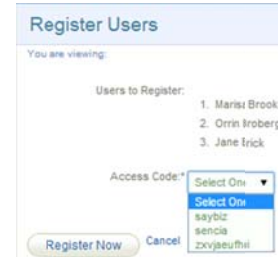 Register Users
You are viewing:
Users to Register:
1. Marisa Brook
2. Orrin
3. Jane
Access Code:*
Select One
Select One
saybiz
sencia
Register Now Cancel